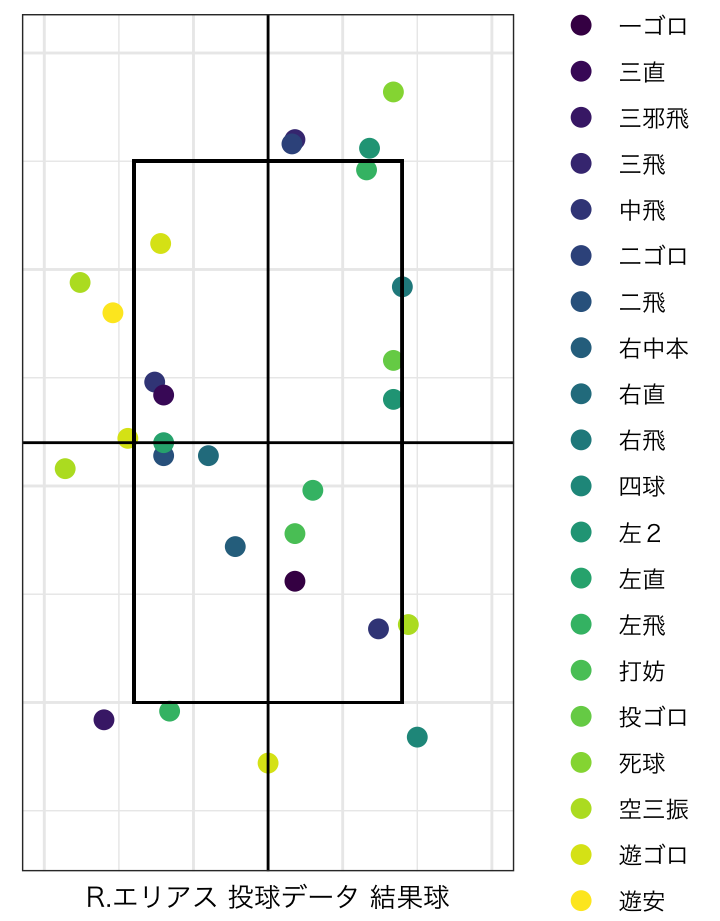 一ゴロ
三直
三邪飛
三飛
中飛
二ゴロ
二飛
右中本
右直
右飛
四球
左２
左直
左飛
打妨
投ゴロ
死球
空三振
遊ゴロ
遊安
R.エリアス 投球データ 結果球